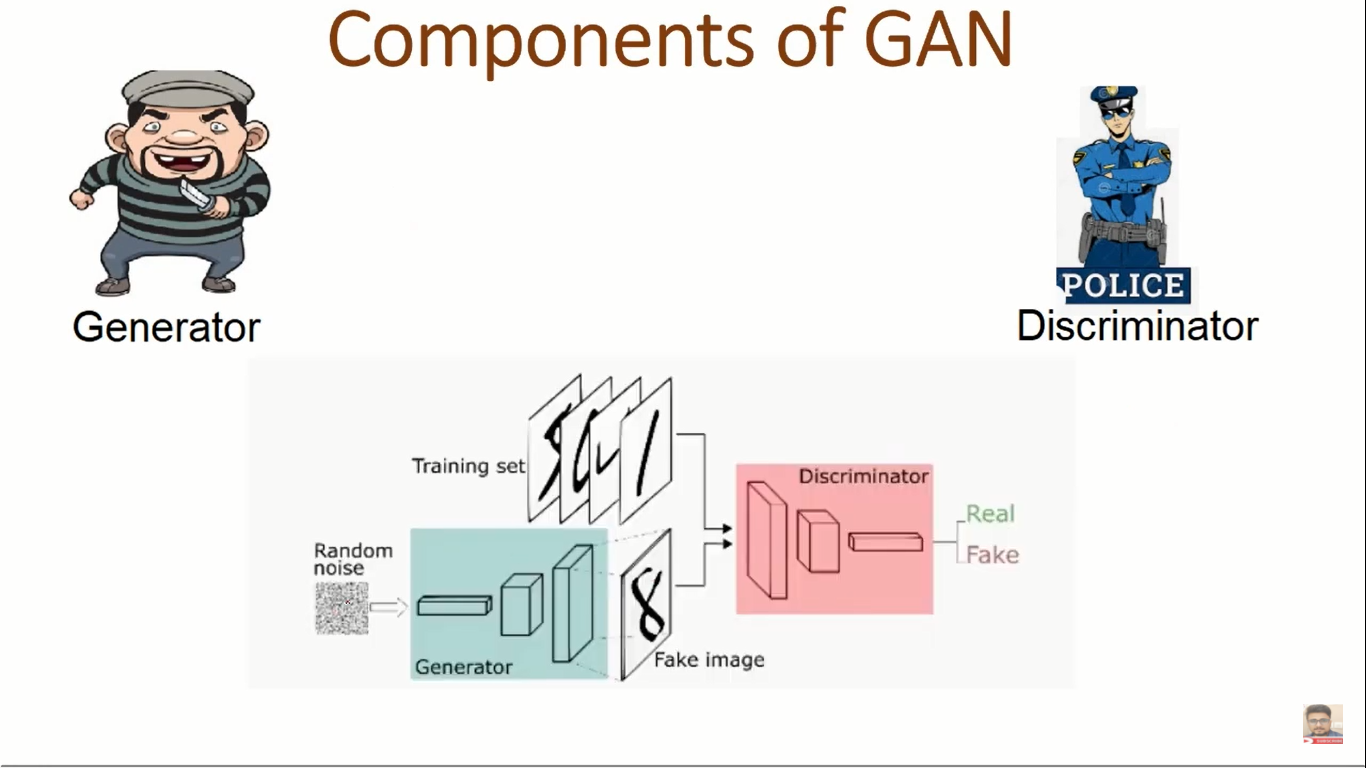 Components of GAN
POLICE
Generator
Discriminator
Training set
Discriminator
Real
Fake
Random
noise
Generator
Fake image